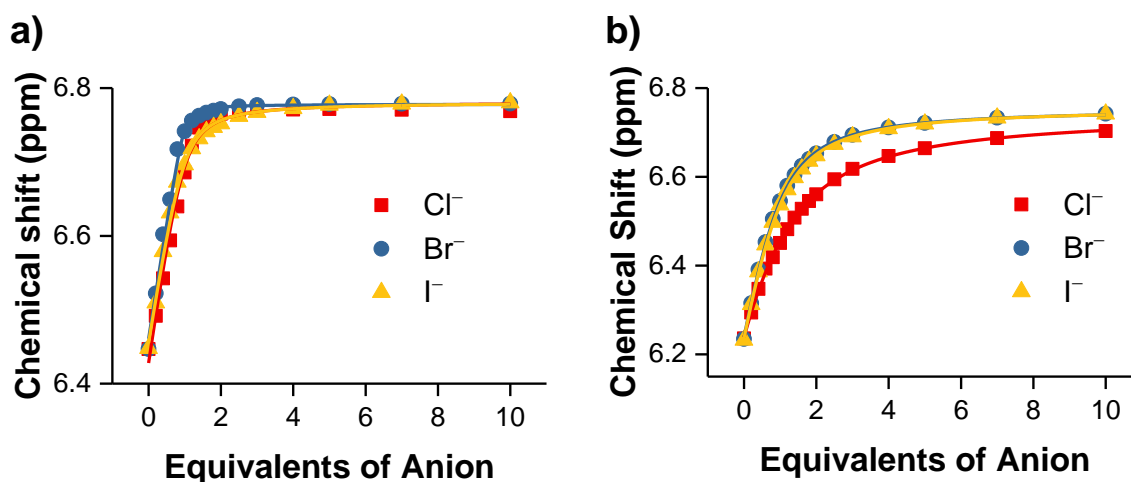 a)
Chemical shift (ppm)
6.8
6.6
6.4
Cl⁻
Br⁻
I⁻
0 2 4 6 8 10
Equivalents of Anion
b)
Chemical Shift (ppm)
6.8
6.6
6.4
6.2
Cl⁻
Br⁻
I⁻
0 2 4 6 8 10
Equivalents of Anion